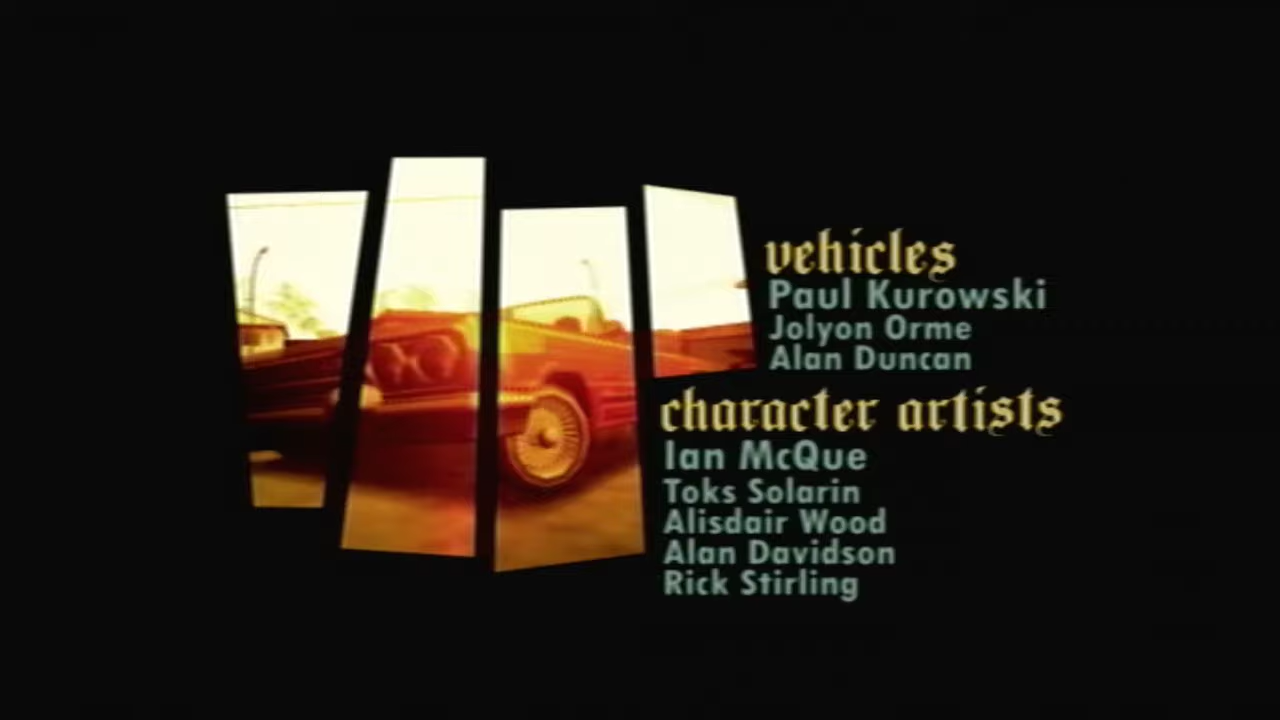 vehicles
Paul Kurowski
Jolyon Orme
Alan Duncan
character artists
Ian McQue
Toks Solarin
Alisdair Wood
Alan Davidson
Rick Stirling